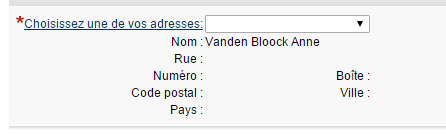 *Choisissez une de vos adresses:
Nom : Vanden Bloock Anne
Rue :
Numéro : Boîte :
Code postal : Ville :
Pays :